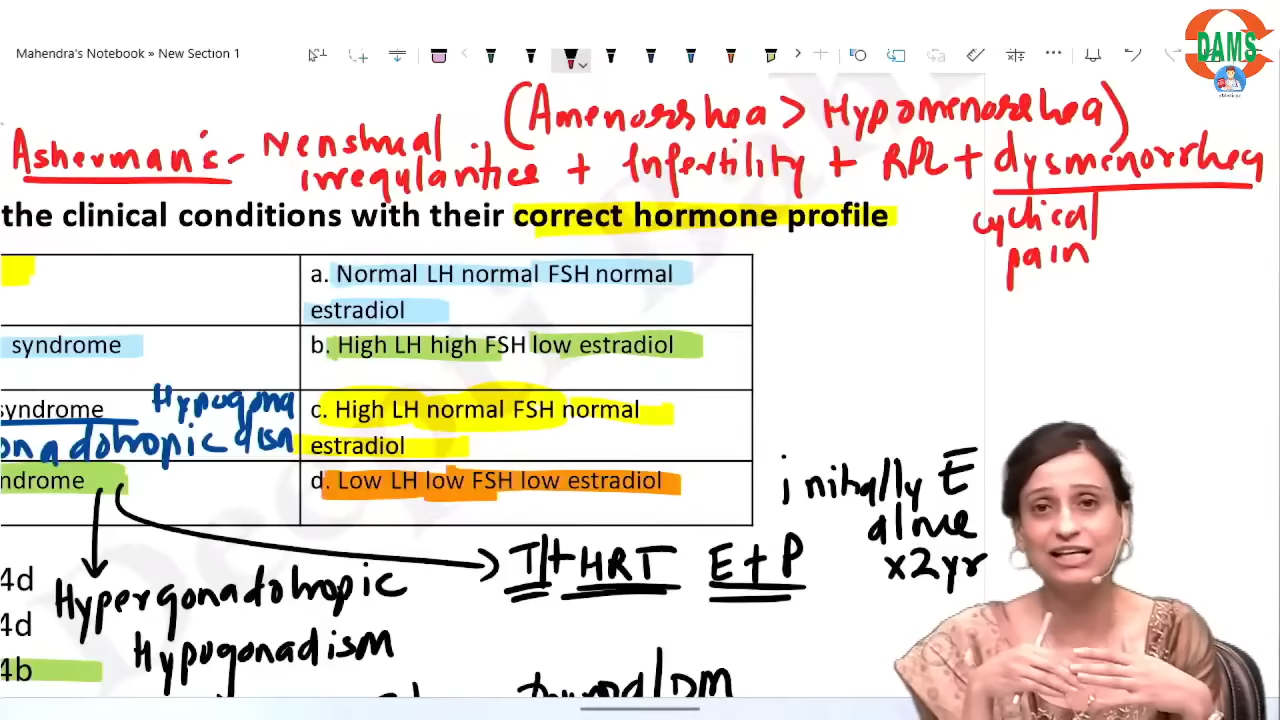 Mahendra's Notebook » New Section 1
DAMS
(Amenorrhea > Hypomenorrhea)
Asherman's - Menstrual
irregularities + Infertility + RPL + dysmenorrhea
cyclical
pain
the clinical conditions with their correct hormone profile
a. Normal LH normal FSH normal
estradiol
syndrome
b. High LH high FSH low estradiol
syndrome
Hypogona
onadotropic dism
c. High LH normal FSH normal
estradiol
ndrome
d. Low LH low FSH low estradiol
initially E
alone
x2yr
T/+ HRT E + P
4d
Hypergonadotropic
4d
Hypogonadism
4b